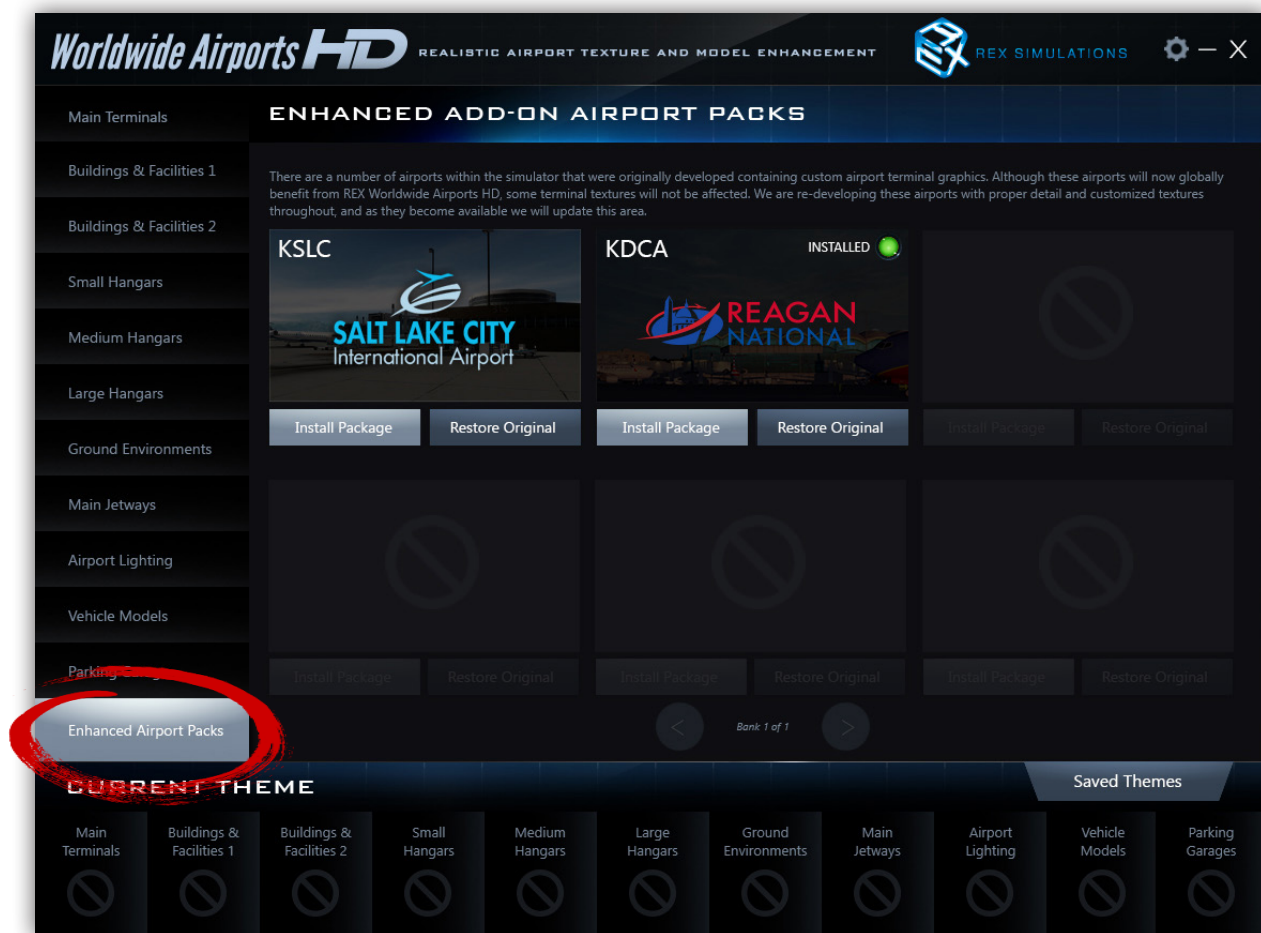 Worldwide Airports HD REALISTIC AIRPORT TEXTURE AND MODEL ENHANCEMENT REX REX SIMULATIONS
Main Terminals
Buildings & Facilities 1
Buildings & Facilities 2
Small Hangars
Medium Hangars
Large Hangars
Ground Environments
Main Jetways
Airport Lighting
Vehicle Models
Parking
Enhanced Airport Packs
ENHANCED ADD-ON AIRPORT PACKS
There are a number of airports within the simulator that were originally developed containing custom airport terminal graphics. Although these airports will now globally
benefit from REX Worldwide Airports HD, some terminal textures will not be affected. We are re-developing these airports with proper detail and customized textures
throughout, and as they become available we will update this area.
KSLC
SALT LAKE CITY
International Airport
Install Package Restore Original
KDCA INSTALLED
REAGAN
NATIONAL
Install Package Restore Original
Install Package Restore Original
Install Package Restore Original
Install Package Restore Original
Install Package Restore Original
< Bank 1 of 1 >
CURRENT THEME
Saved Themes
Main
Terminals
Buildings &
Facilities 1
Buildings &
Facilities 2
Small
Hangars
Medium
Hangars
Large
Hangars
Ground
Environments
Main
Jetways
Airport
Lighting
Vehicle
Models
Parking
Garages